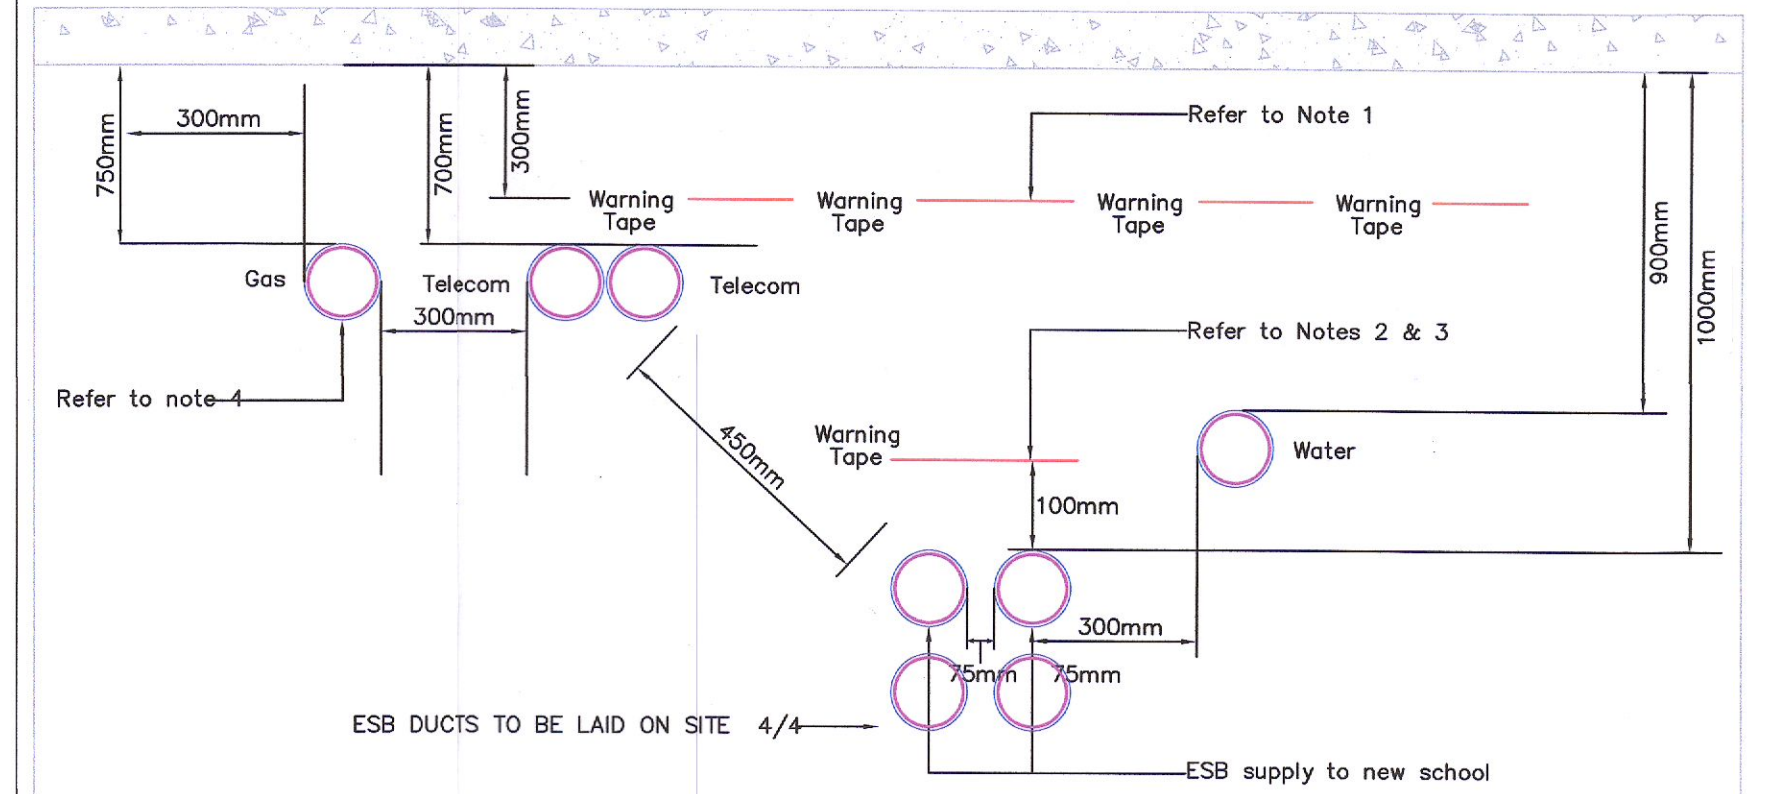 750mm
300mm
700mm
300mm
Refer to Note 1
Warning
Tape
Warning
Tape
Warning
Tape
Warning
Tape
900mm
1000mm
Gas
Telecom
Telecom
300mm
Refer to Notes 2 & 3
Refer to note 4
450mm
Warning
Tape
Water
100mm
300mm
75mm
75mm
ESB DUCTS TO BE LAID ON SITE 4/4
ESB supply to new school